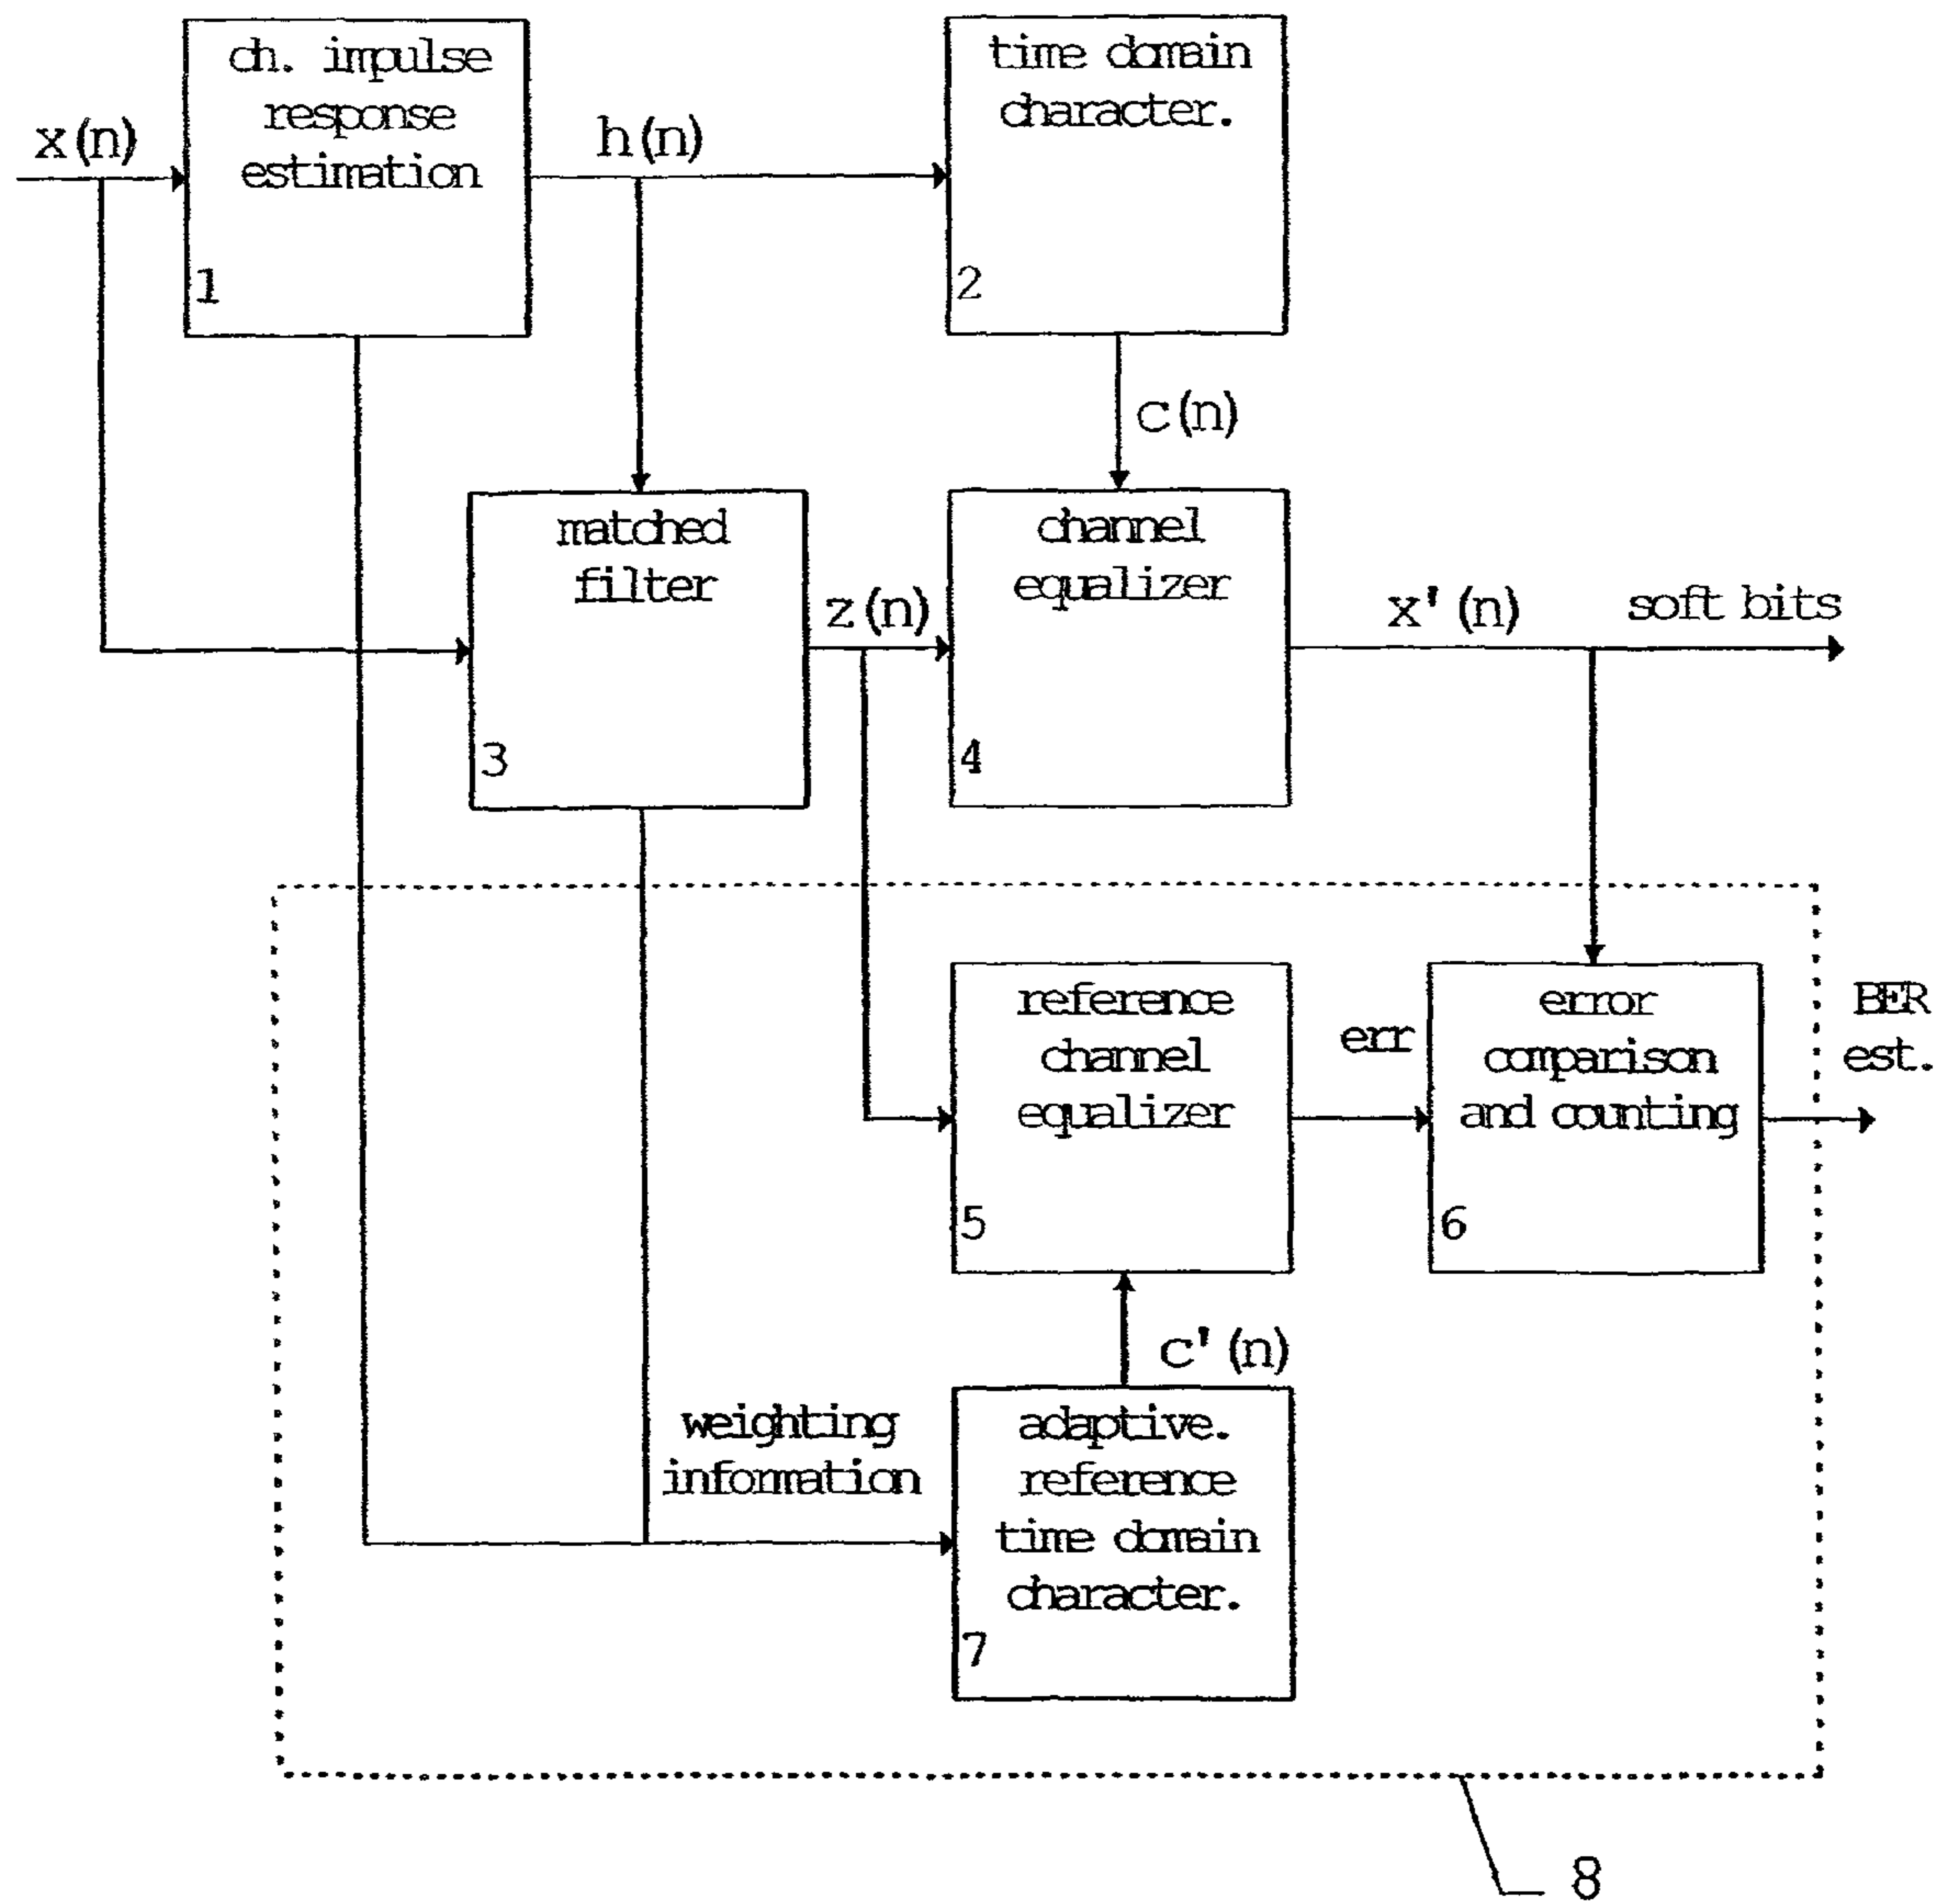 ch. impulse
response
estimation
1
x(n)
h(n)
time domain
character.
2
c(n)
matched
filter
3
z(n)
channel
equalizer
4
x'(n)
soft bits
reference
channel
equalizer
5
err
error
comparison
and counting
6
BER
est.
c'(n)
weighting
information
adaptive.
reference
time domain
character.
7
8